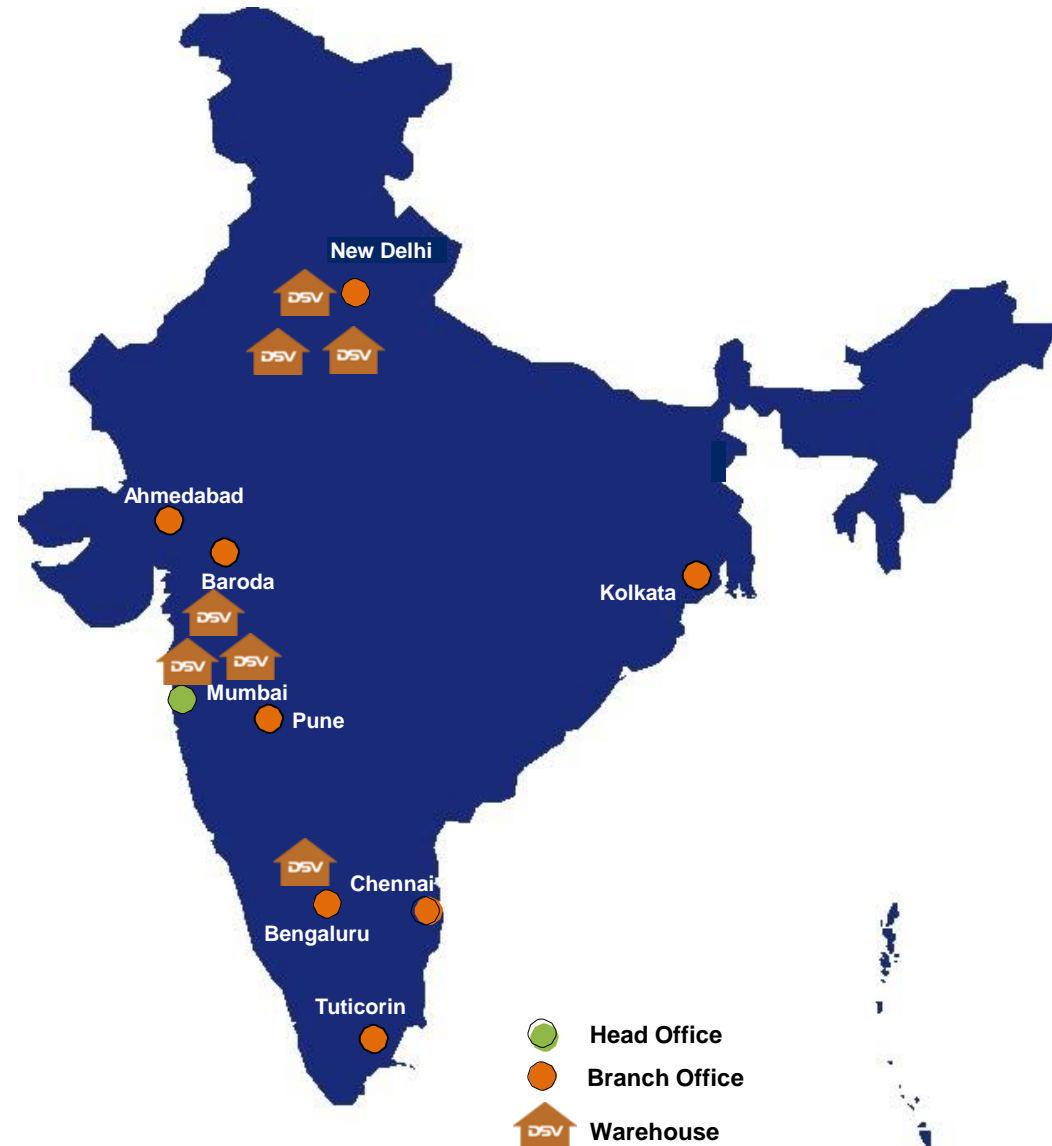 New Delhi
DSV
DSV
DSV
Ahmedabad
Baroda
Kolkata
DSV
DSV
DSV
Mumbai
Pune
DSV
Chennai
Bengaluru
Tuticorin
Head Office
Branch Office
DSV Warehouse